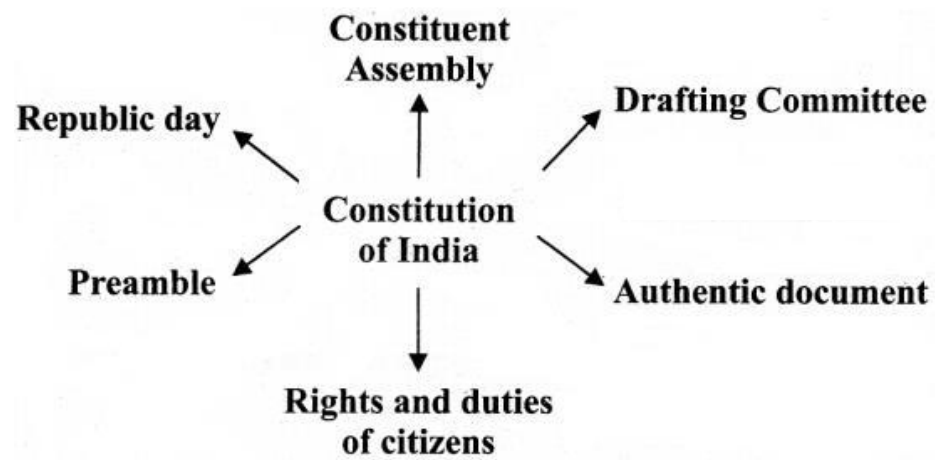 Constituent
Assembly
Drafting Committee
Republic day
Constitution
of India
Preamble
Authentic document
Rights and duties
of citizens